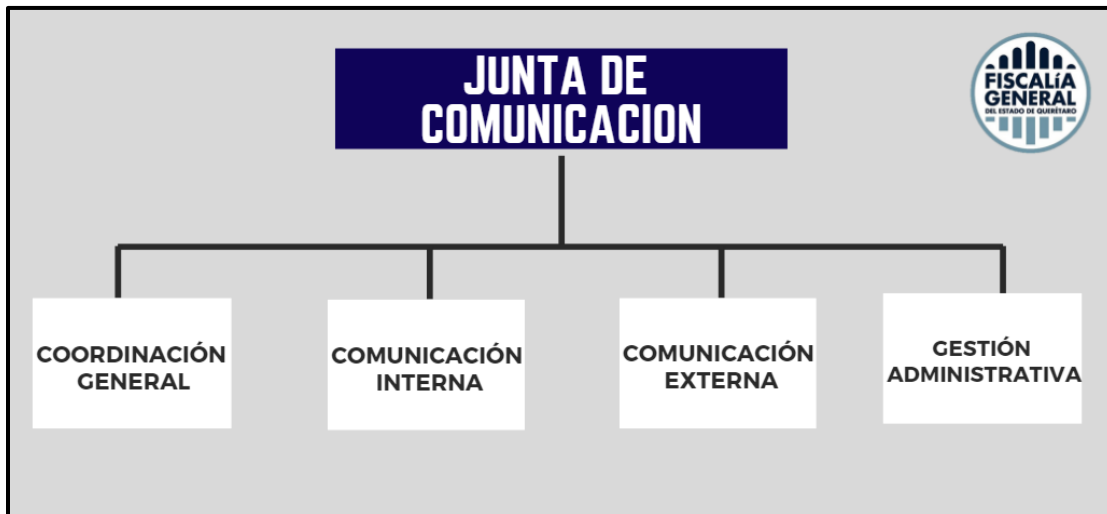 JUNTA DE
COMUNICACION
FISCALÍA
GENERAL
DEL ESTADO DE QUERÉTARO
COORDINACIÓN
GENERAL
COMUNICACIÓN
INTERNA
COMUNICACIÓN
EXTERNA
GESTIÓN
ADMINISTRATIVA